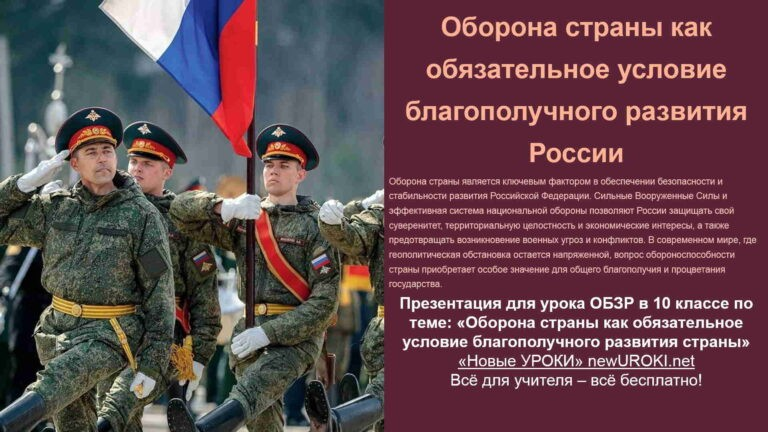 Оборона страны как
обязательное условие
благополучного развития
России
Оборона страны является ключевым фактором в обеспечении безопасности и
стабильности развития Российской Федерации. Сильные Вооруженные Силы и
эффективная система национальной обороны позволяют России защищать свой
суверенитет, территориальную целостность и экономические интересы, а также
предотвращать возникновение военных угроз и конфликтов. В современном мире, где
геополитическая обстановка остается напряженной, вопрос обороноспособности
страны приобретает особое значение для общего благополучия и процветания
государства.
Презентация для урока ОБЗР в 10 классе по
теме: «Оборона страны как обязательное
условие благополучного развития страны»
«Новые УРОКИ» newUROKI.net
Всё для учителя – всё бесплатно!